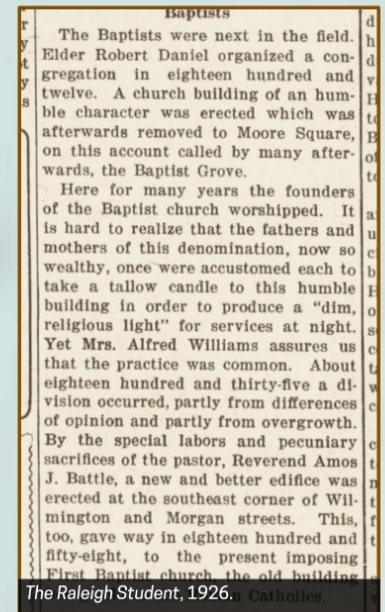 Baptists
The Baptists were next in the field.
Elder Robert Daniel organized a con-
gregation in eighteen hundred and
twelve. A church building of an hum-
ble character was erected which was
afterwards removed to Moore Square,
on this account called by many after-
wards, the Baptist Grove.
Here for many years the founders
of the Baptist church worshipped. It
is hard to realize that the fathers and
mothers of this denomination, now so
wealthy, once were accustomed each to
take a tallow candle to this humble
building in order to produce a “dim,
religious light” for services at night.
Yet Mrs. Alfred Williams assures us
that the practice was common. About
eighteen hundred and thirty-five a di-
vision occurred, partly from differences
of opinion and partly from overgrowth.
By the special labors and pecuniary
sacrifices of the pastor, Reverend Amos
J. Battle, a new and better edifice was
erected at the southeast corner of Wil-
mington and Morgan streets. This,
too, gave way in eighteen hundred and
fifty-eight, to the present imposing
First Baptist church, the old building
Catholics,
The Raleigh Student, 1926.